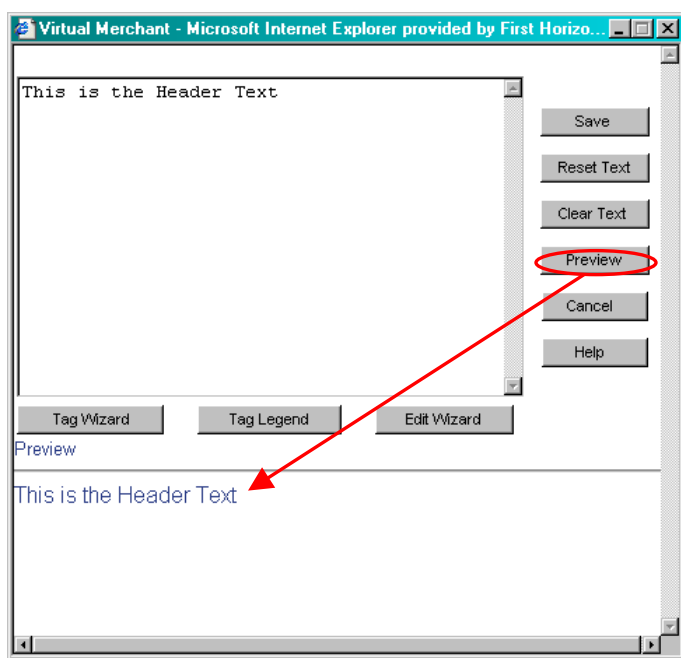 Virtual Merchant - Microsoft Internet Explorer provided by First Horizo...
This is the Header Text
Save
Reset Text
Clear Text
Preview
Cancel
Help
Tag Wizard Tag Legend Edit Wizard
Preview
This is the Header Text